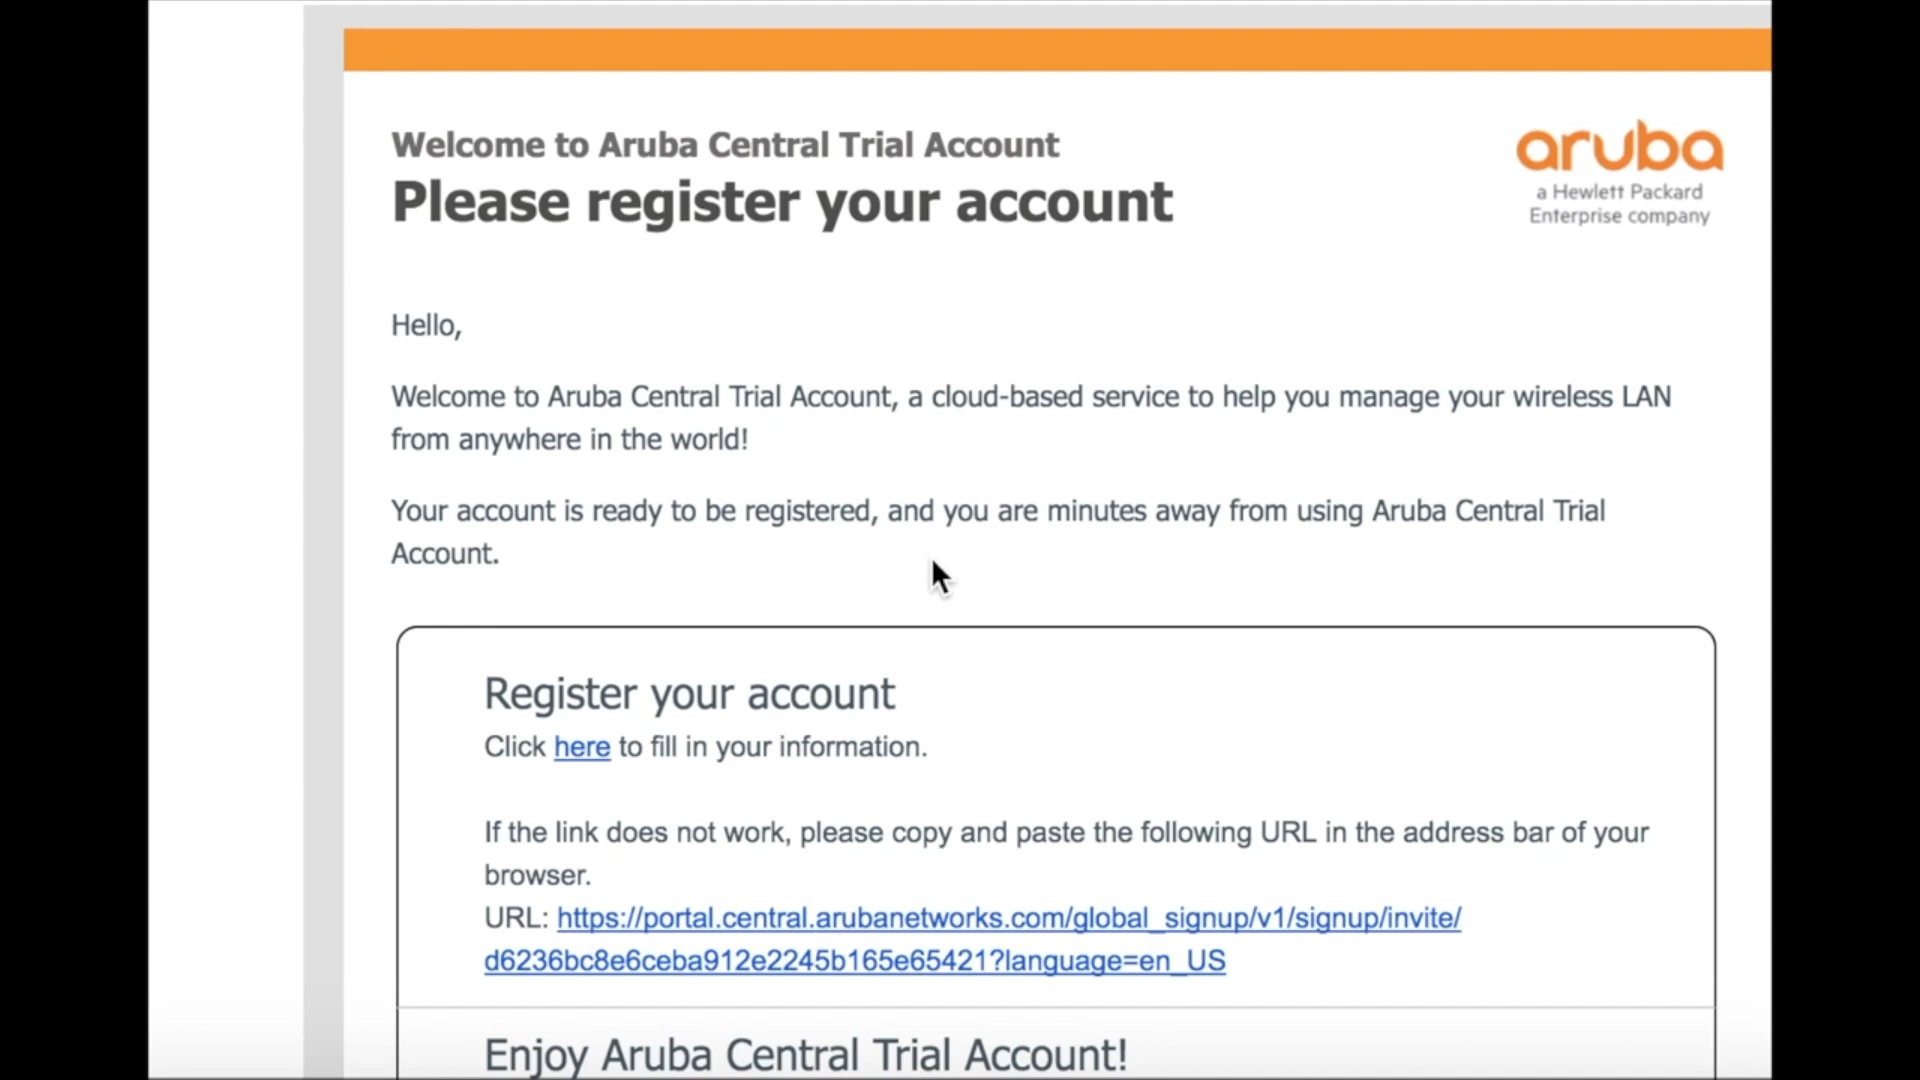 Welcome to Aruba Central Trial Account
Please register your account
aruba
a Hewlett Packard
Enterprise company
Hello,
Welcome to Aruba Central Trial Account, a cloud-based service to help you manage your wireless LAN
from anywhere in the world!
Your account is ready to be registered, and you are minutes away from using Aruba Central Trial
Account.
Register your account
Click here to fill in your information.
If the link does not work, please copy and paste the following URL in the address bar of your
browser.
URL: https://portal.central.arubanetworks.com/global_signup/v1/signup/invite/
d6236bc8e6ceba912e2245b165e65421?language=en_US
Enjoy Aruba Central Trial Account!